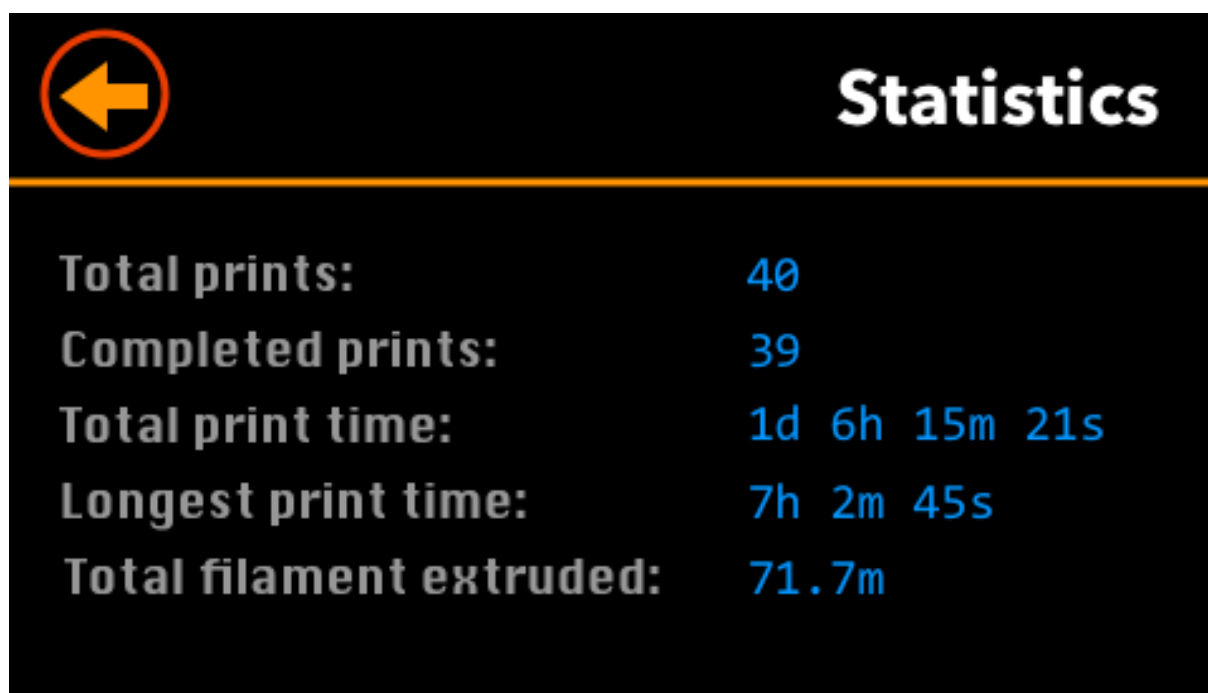 Statistics
Total prints: 40
Completed prints: 39
Total print time: 1d 6h 15m 21s
Longest print time: 7h 2m 45s
Total filament extruded: 71.7m